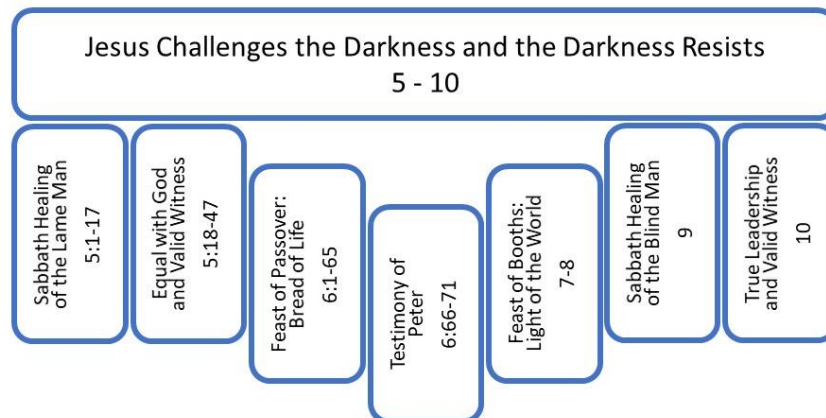 Jesus Challenges the Darkness and the Darkness Resists
5 - 10
Sabbath Healing
of the Lame Man
5:1-17
Equal with God
and Valid Witness
5:18-47
Feast of Passover:
Bread of Life
6:1-65
Testimony of
Peter
6:66-71
Feast of Booths:
Light of the World
7-8
Sabbath Healing
of the Blind Man
9
True Leadership
and Valid Witness
10